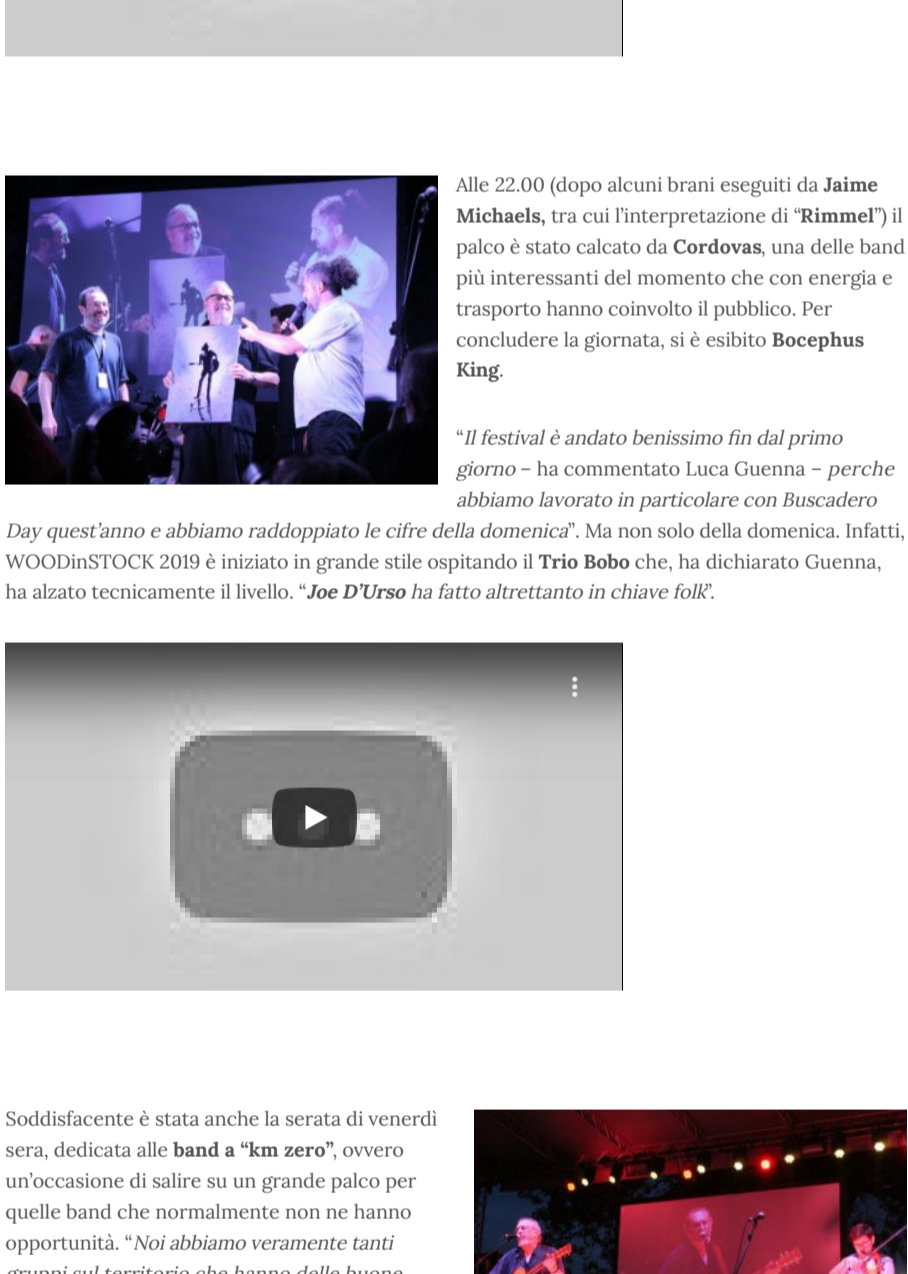 Alle 22.00 (dopo alcuni brani eseguiti da Jaime
Michaels, tra cui l’interpretazione di “Rimmel”) il
palco è stato calcato da Cordovas, una delle band
più interessanti del momento che con energia e
trasporto hanno coinvolto il pubblico. Per
concludere la giornata, si è esibito Bocephus
King.
“Il festival è andato benissimo fin dal primo
giorno – ha commentato Luca Guenna – perche
abbiamo lavorato in particolare con Buscadero
Day quest’anno e abbiamo raddoppiato le cifre della domenica”. Ma non solo della domenica. Infatti,
WOODinSTOCK 2019 è iniziato in grande stile ospitando il Trio Bobo che, ha dichiarato Guenna,
ha alzato tecnicamente il livello. “Joe D’Urso ha fatto altrettanto in chiave folk”.
Soddisfacente è stata anche la serata di venerdì
sera, dedicata alle band a “km zero”, ovvero
un’occasione di salire su un grande palco per
quelle band che normalmente non ne hanno
opportunità. “Noi abbiamo veramente tanti
gruppi sul territorio che hanno delle buone